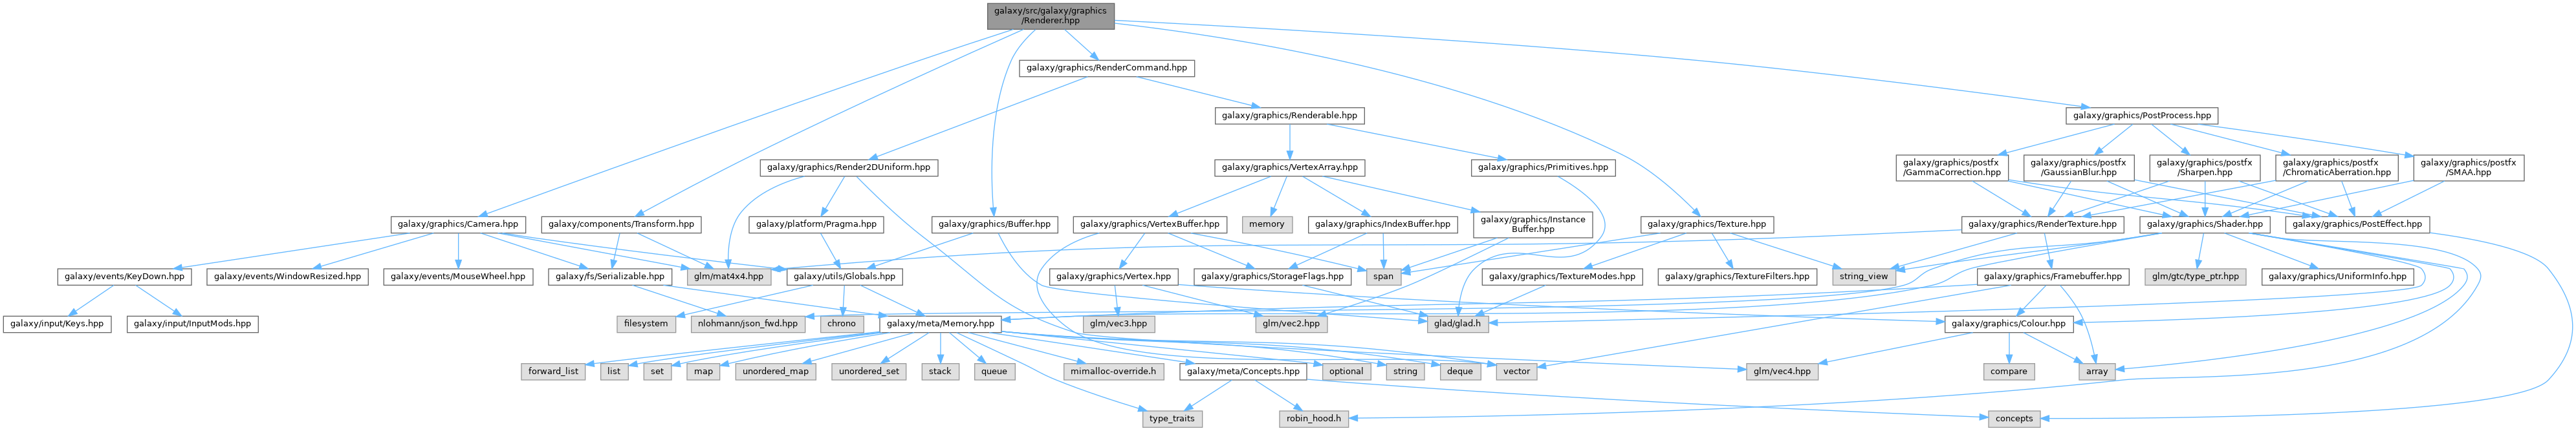 galaxy/src/galaxy/graphics
/Renderer.hpp
galaxy/graphics/RenderCommand.hpp
galaxy/graphics/Renderable.hpp
galaxy/graphics/PostProcess.hpp
galaxy/graphics/Render2DUniform.hpp
galaxy/graphics/VertexArray.hpp
galaxy/graphics/Primitives.hpp
galaxy/graphics/postfx
/GammaCorrection.hpp
galaxy/graphics/postfx
/GaussianBlur.hpp
galaxy/graphics/postfx
/Sharpen.hpp
galaxy/graphics/postfx
/ChromaticAberration.hpp
galaxy/graphics/postfx
/SMAA.hpp
galaxy/graphics/Camera.hpp
galaxy/components/Transform.hpp
galaxy/platform/Pragma.hpp
galaxy/graphics/Buffer.hpp
galaxy/graphics/VertexBuffer.hpp
memory
galaxy/graphics/IndexBuffer.hpp
galaxy/graphics/Instance
Buffer.hpp
galaxy/graphics/Texture.hpp
galaxy/graphics/RenderTexture.hpp
galaxy/graphics/Shader.hpp
galaxy/graphics/PostEffect.hpp
galaxy/events/KeyDown.hpp
galaxy/events/WindowResized.hpp
galaxy/events/MouseWheel.hpp
galaxy/fs/Serializable.hpp
glm/mat4x4.hpp
galaxy/utils/Globals.hpp
galaxy/graphics/Vertex.hpp
galaxy/graphics/StorageFlags.hpp
span
galaxy/graphics/TextureModes.hpp
galaxy/graphics/TextureFilters.hpp
string_view
galaxy/graphics/Framebuffer.hpp
glm/gtc/type_ptr.hpp
galaxy/graphics/UniformInfo.hpp
galaxy/input/Keys.hpp
galaxy/input/InputMods.hpp
filesystem
nlohmann/json_fwd.hpp
chrono
galaxy/meta/Memory.hpp
glm/vec3.hpp
glm/vec2.hpp
glad/glad.h
galaxy/graphics/Colour.hpp
forward_list
list
set
map
unordered_map
unordered_set
stack
queue
mimalloc-override.h
galaxy/meta/Concepts.hpp
optional
string
deque
vector
glm/vec4.hpp
compare
array
type_traits
robin_hood.h
concepts